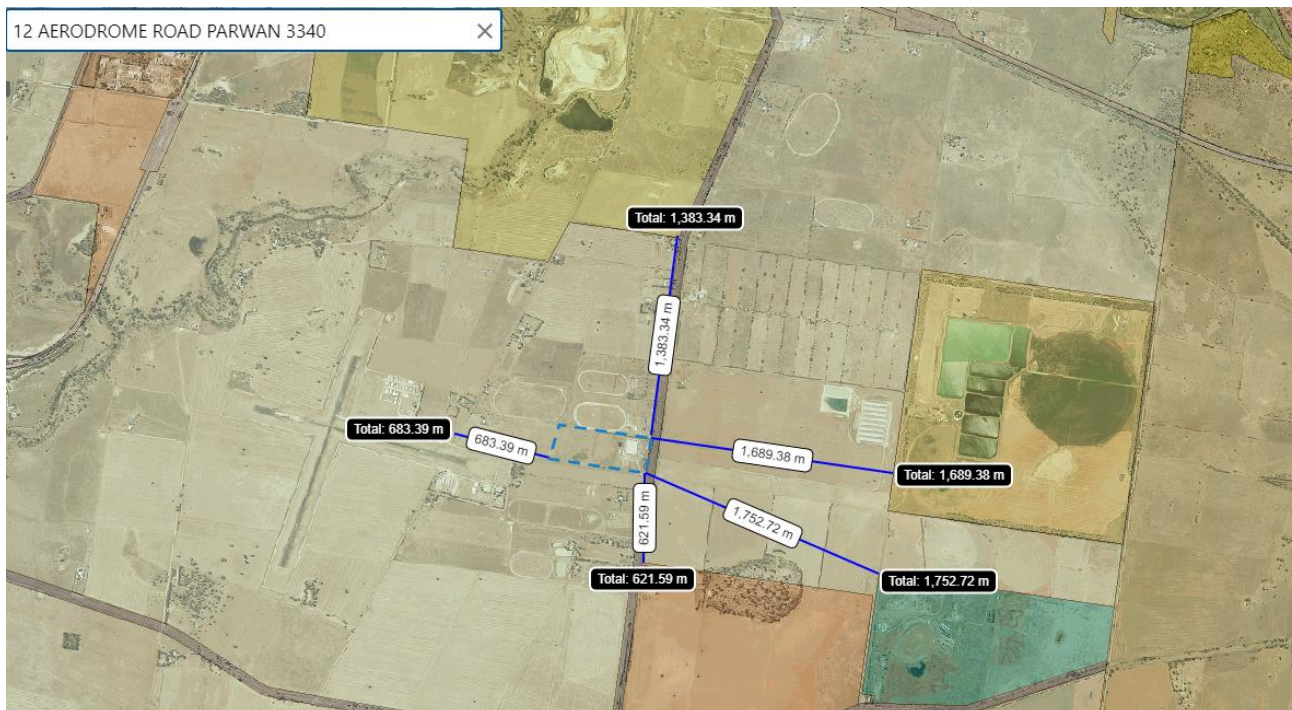 12 AERODROME ROAD PARWAN 3340
Total: 1,383.34 m
1,383.34 m
Total: 683.39 m
683.39 m
1,689.38 m
Total: 1,689.38 m
621.59 m
1,752.72 m
Total: 621.59 m
Total: 1,752.72 m